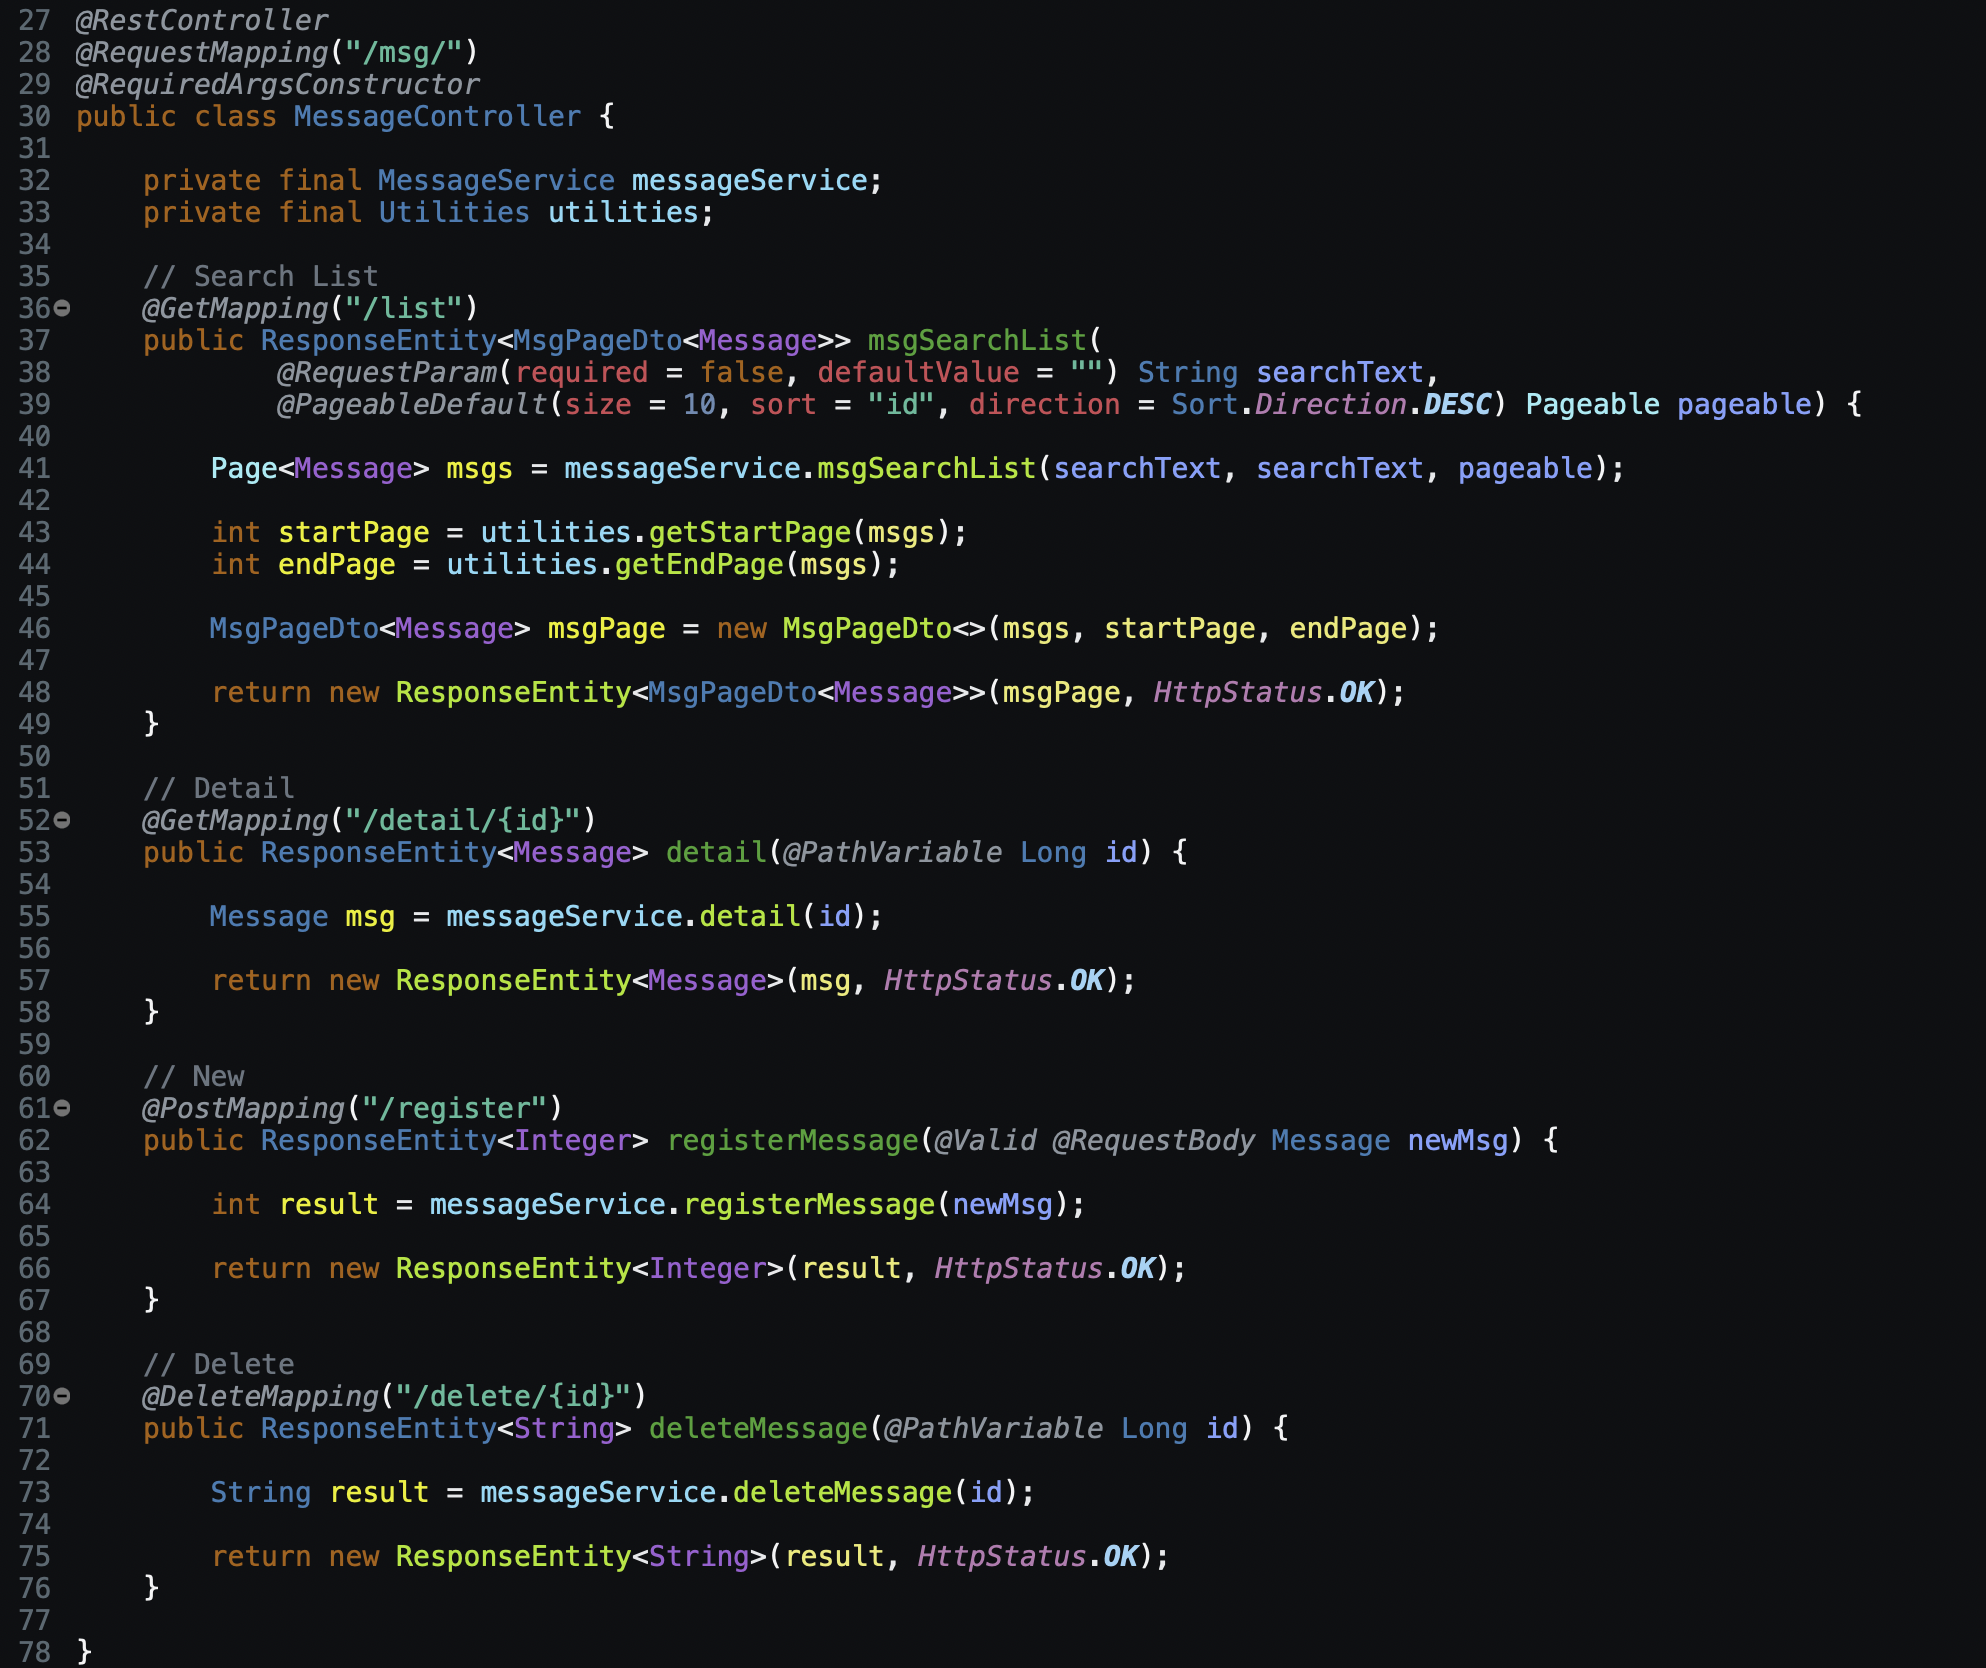 27 @RestController
28 @RequestMapping("/msg/")
29 @RequiredArgsConstructor
30 public class MessageController {
31
32     private final MessageService messageService;
33     private final Utilities utilities;
34
35     // Search List
36     @GetMapping("/list")
37     public ResponseEntity<MsgPageDto<Message>> msgSearchList(
38             @RequestParam(required = false, defaultValue = "") String searchText,
39             @PageableDefault(size = 10, sort = "id", direction = Sort.Direction.DESC) Pageable pageable) {
40
41         Page<Message> msgs = messageService.msgSearchList(searchText, searchText, pageable);
42
43         int startPage = utilities.getStartPage(msgs);
44         int endPage = utilities.getEndPage(msgs);
45
46         MsgPageDto<Message> msgPage = new MsgPageDto<>(msgs, startPage, endPage);
47
48         return new ResponseEntity<MsgPageDto<Message>>(msgPage, HttpStatus.OK);
49     }
50
51     // Detail
52     @GetMapping("/detail/{id}")
53     public ResponseEntity<Message> detail(@PathVariable Long id) {
54
55         Message msg = messageService.detail(id);
56
57         return new ResponseEntity<Message>(msg, HttpStatus.OK);
58     }
59
60     // New
61     @PostMapping("/register")
62     public ResponseEntity<Integer> registerMessage(@Valid @RequestBody Message newMsg) {
63
64         int result = messageService.registerMessage(newMsg);
65
66         return new ResponseEntity<Integer>(result, HttpStatus.OK);
67     }
68
69     // Delete
70     @DeleteMapping("/delete/{id}")
71     public ResponseEntity<String> deleteMessage(@PathVariable Long id) {
72
73         String result = messageService.deleteMessage(id);
74
75         return new ResponseEntity<String>(result, HttpStatus.OK);
76     }
77
78 }